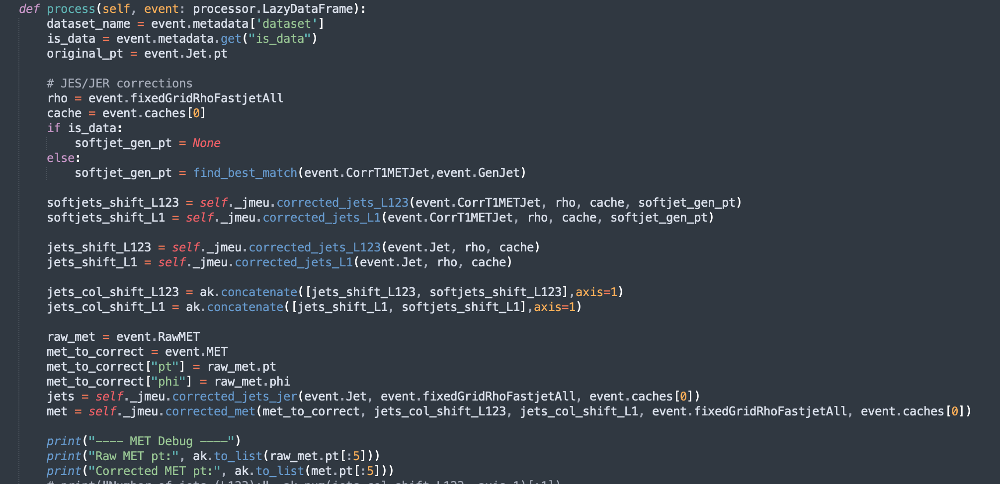 def process(self, event: processor.LazyDataFrame):
    dataset_name = event.metadata['dataset']
    is_data = event.metadata.get("is_data")
    original_pt = event.Jet.pt

    # JES/JER corrections
    rho = event.fixedGridRhoFastjetAll
    cache = event.caches[0]
    if is_data:
        softjet_gen_pt = None
    else:
        softjet_gen_pt = find_best_match(event.CorrT1METJet,event.GenJet)

    softjets_shift_L123 = self._jmeu.corrected_jets_L123(event.CorrT1METJet, rho, cache, softjet_gen_pt)
    softjets_shift_L1 = self._jmeu.corrected_jets_L1(event.CorrT1METJet, rho, cache, softjet_gen_pt)

    jets_shift_L123 = self._jmeu.corrected_jets_L123(event.Jet, rho, cache)
    jets_shift_L1 = self._jmeu.corrected_jets_L1(event.Jet, rho, cache)

    jets_col_shift_L123 = ak.concatenate([jets_shift_L123, softjets_shift_L123],axis=1)
    jets_col_shift_L1 = ak.concatenate([jets_shift_L1, softjets_shift_L1],axis=1)

    raw_met = event.RawMET
    met_to_correct = event.MET
    met_to_correct["pt"] = raw_met.pt
    met_to_correct["phi"] = raw_met.phi
    jets = self._jmeu.corrected_jets_jer(event.Jet, event.fixedGridRhoFastjetAll, event.caches[0])
    met = self._jmeu.corrected_met(met_to_correct, jets_col_shift_L123, jets_col_shift_L1, event.fixedGridRhoFastjetAll, event.caches[0])

    print("---- MET Debug ----")
    print("Raw MET pt:", ak.to_list(raw_met.pt[:5]))
    print("Corrected MET pt:", ak.to_list(met.pt[:5]))